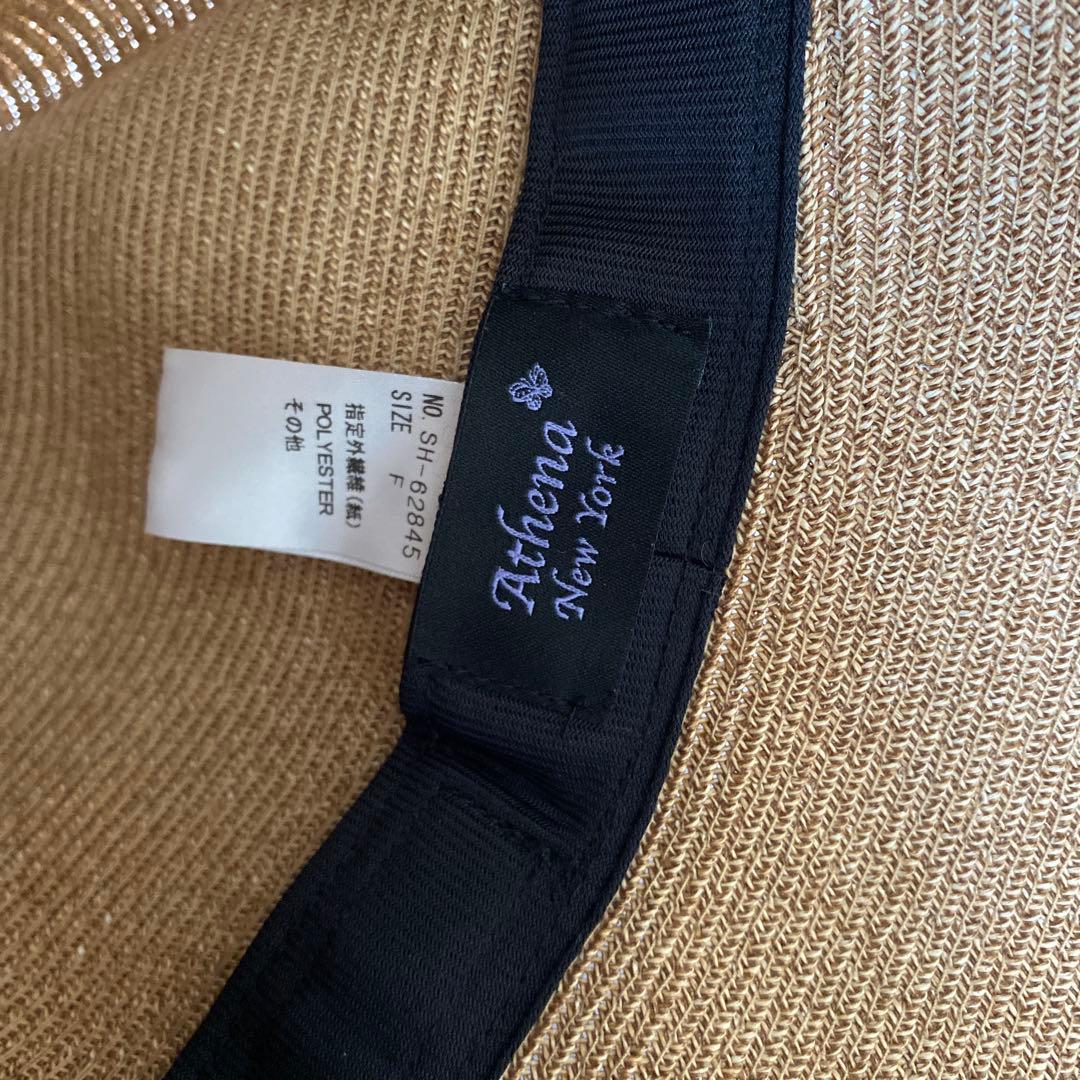 Athena
New York
NO. SH-62845
SIZE F
指定外繊維(紙)
POLYESTER
その他